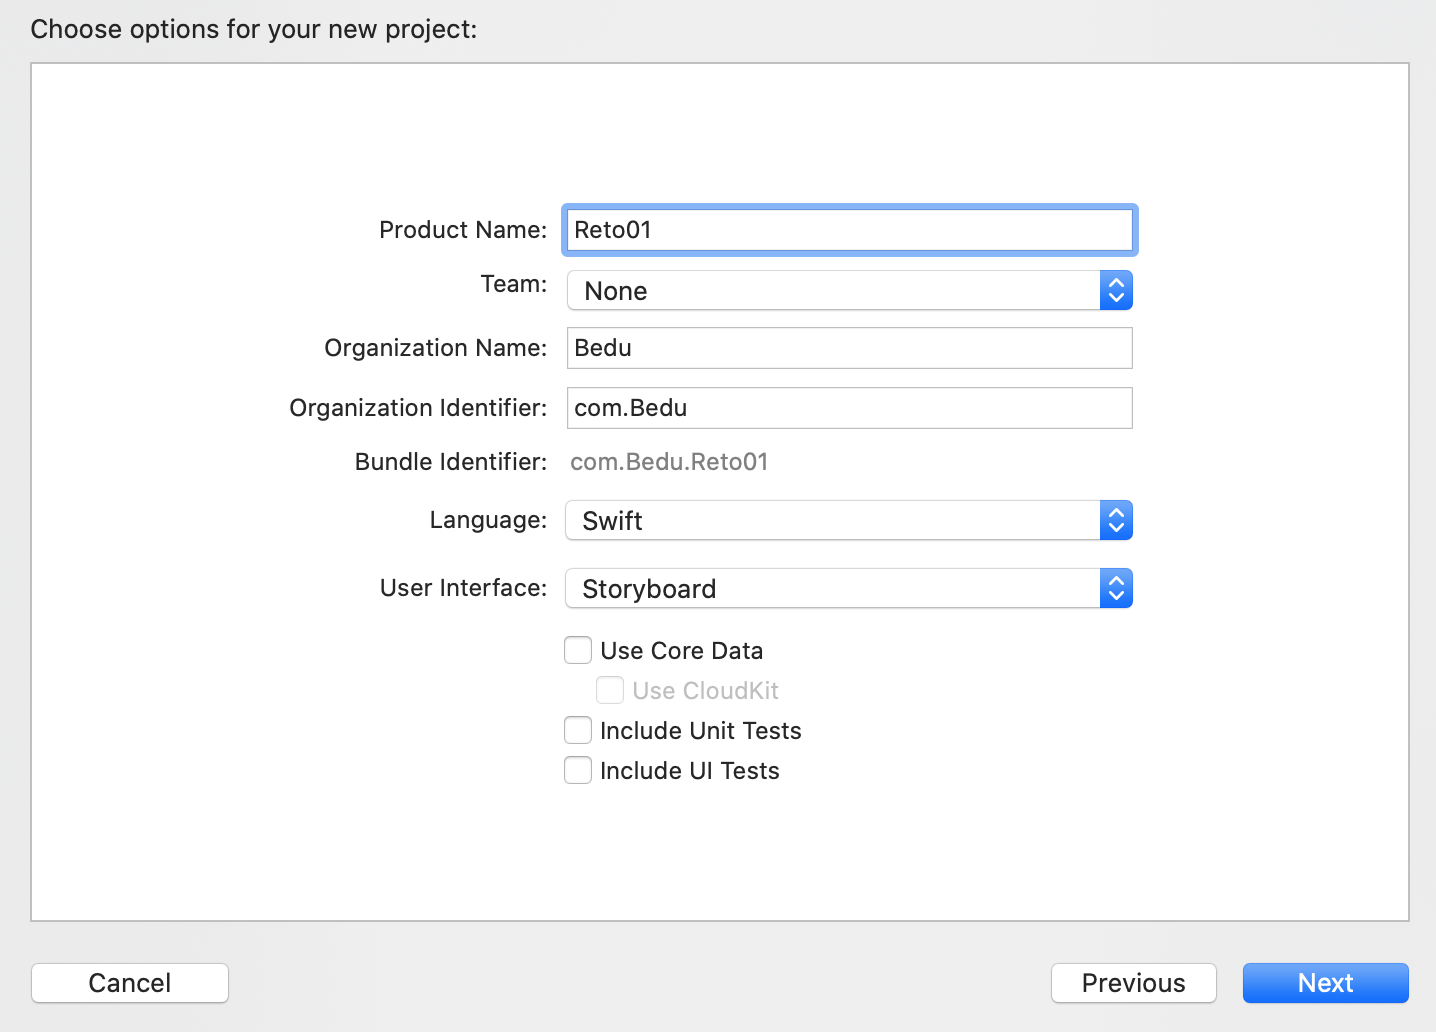 Choose options for your new project:
Product Name: Reto01
Team: None
Organization Name: Bedu
Organization Identifier: com.Bedu
Bundle Identifier: com.Bedu.Reto01
Language: Swift
User Interface: Storyboard
Use Core Data
Use CloudKit
Include Unit Tests
Include UI Tests
Cancel Previous Next